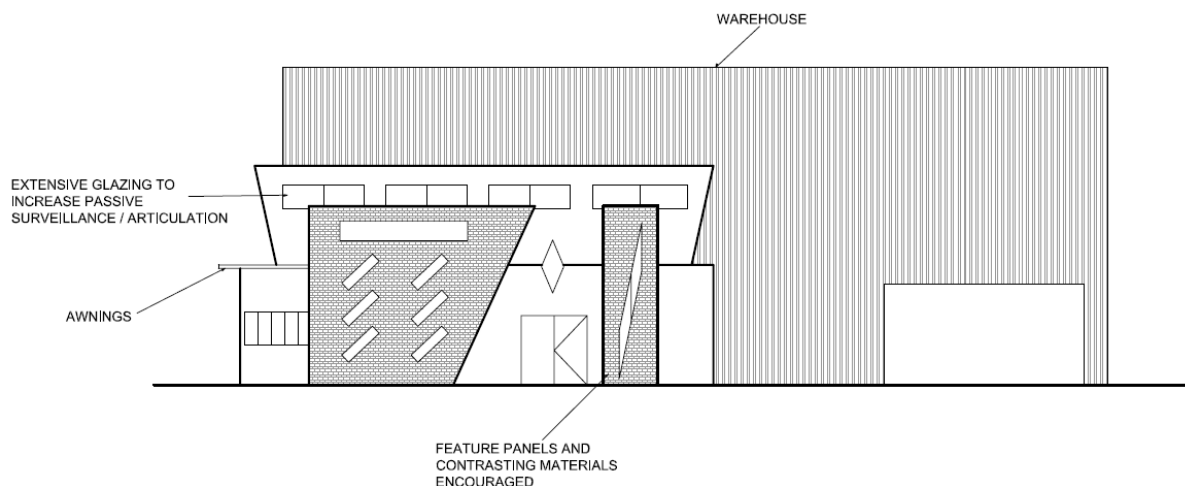 WAREHOUSE
EXTENSIVE GLAZING TO
INCREASE PASSIVE
SURVEILLANCE / ARTICULATION
AWNINGS
FEATURE PANELS AND
CONTRASTING MATERIALS
ENCOURAGED